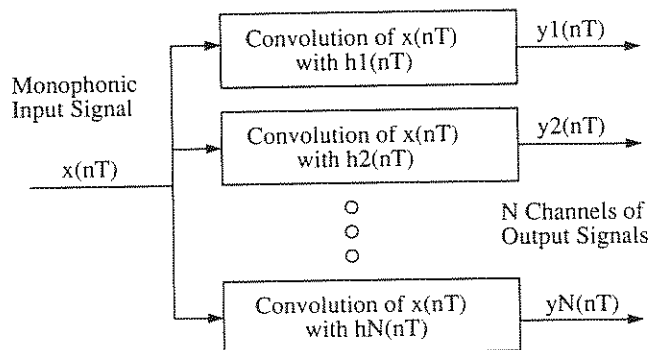 Convolution of x(nT)
with h1(nT)
y1(nT)
Monophonic
Input Signal
Convolution of x(nT)
with h2(nT)
y2(nT)
x(nT)
N Channels of
Output Signals
Convolution of x(nT)
with hN(nT)
yN(nT)